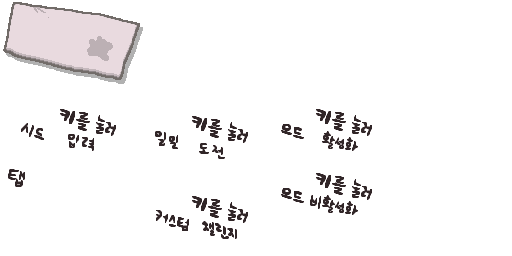 키를 눌러
시드 입력
키를 눌러
일일 도전
키를 눌러
모드 활성화
탭
키를 눌러
커스텀 챌린지
키를 눌러
모드 비활성화